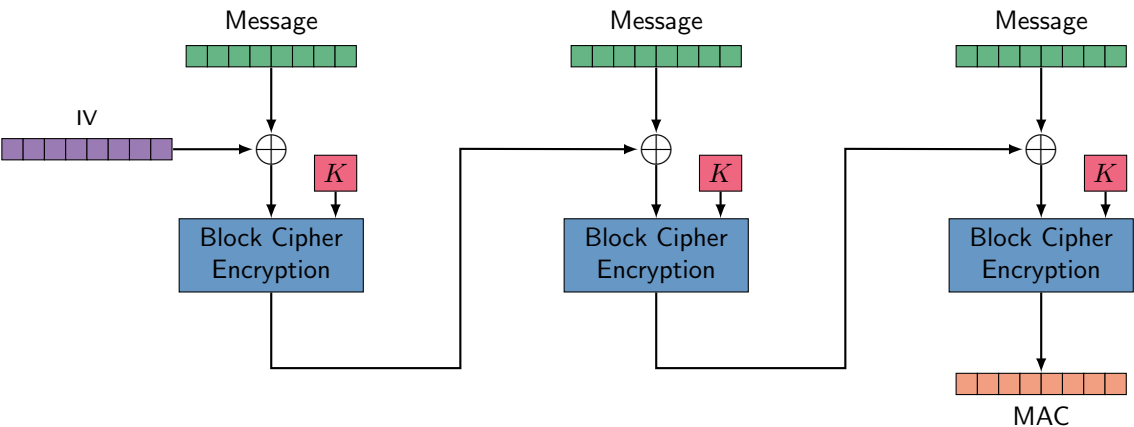 Message
Message
Message
IV
K
K
K
Block Cipher
Encryption
Block Cipher
Encryption
Block Cipher
Encryption
MAC